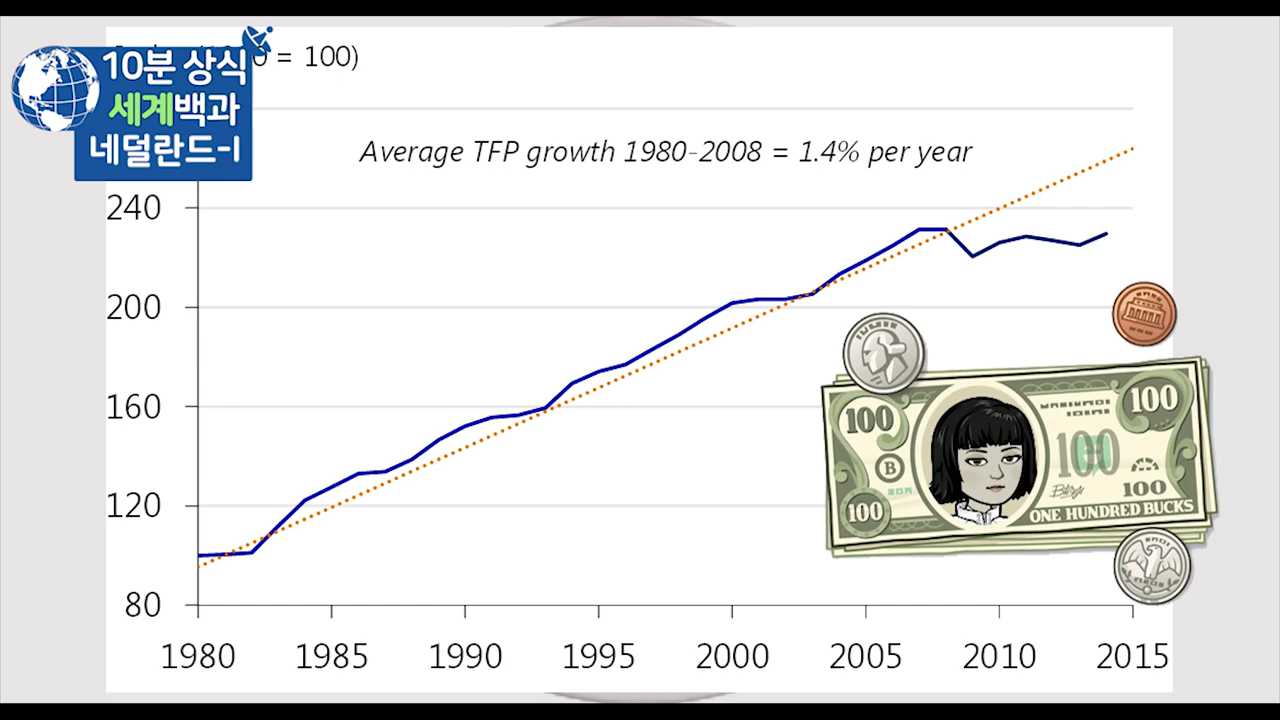 = 100)
10분 상식
세계백과
네덜란드-I
Average TFP growth 1980-2008 = 1.4% per year
240
200
160
120
80
1980 1985 1990 1995 2000 2005 2010 2015
100 100
100
B
100 100
ONE HUNDRED BUCKS